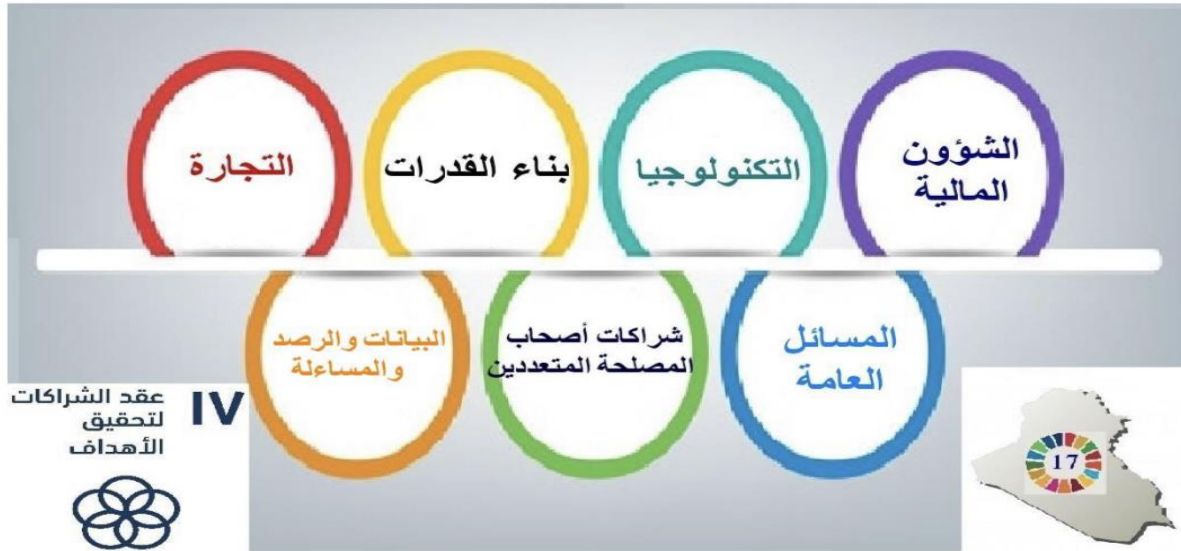 الشؤون
المالية
التكنولوجيا
بناء القدرات
التجارة
المسائل
العامة
شراكات أصحاب
المصلحة المتعددين
البيانات والرصد
والمساءلة
17
IV عقد الشراكات
لتحقيق
الأهداف